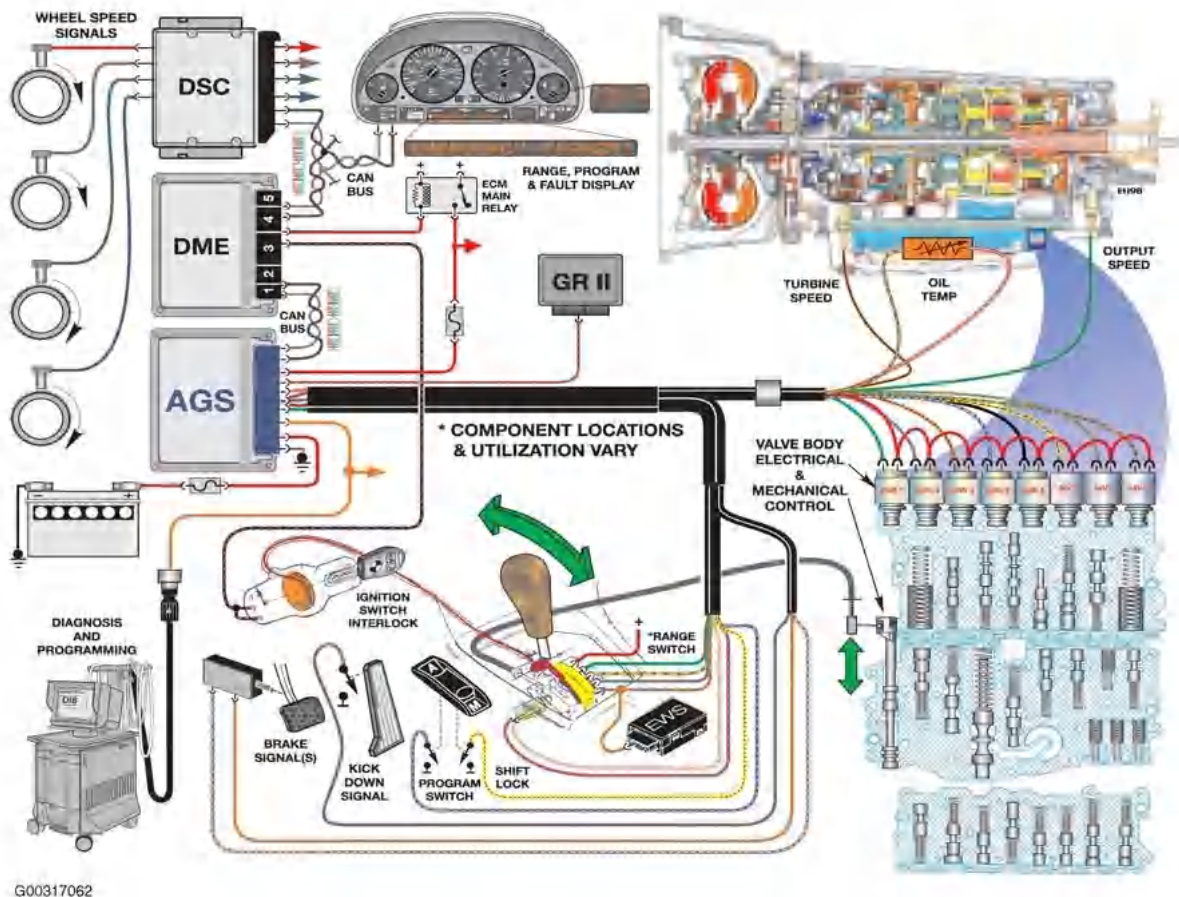 WHEEL SPEED
SIGNALS
DSC
CAN
BUS
RANGE, PROGRAM
& FAULT DISPLAY
ECM
MAIN
RELAY
DME
5
4
3
2
1
CAN
BUS
GR II
AGS
TURBINE
SPEED
OIL
TEMP
OUTPUT
SPEED
* COMPONENT LOCATIONS
& UTILIZATION VARY
VALVE BODY
ELECTRICAL
&
MECHANICAL
CONTROL
IGNITION
SWITCH
INTERLOCK
*RANGE
SWITCH
DIAGNOSIS
AND
PROGRAMMING
DIS
BRAKE
SIGNAL(S)
KICK
DOWN
SIGNAL
A
M
PROGRAM
SWITCH
SHIFT
LOCK
EWS
G00317062